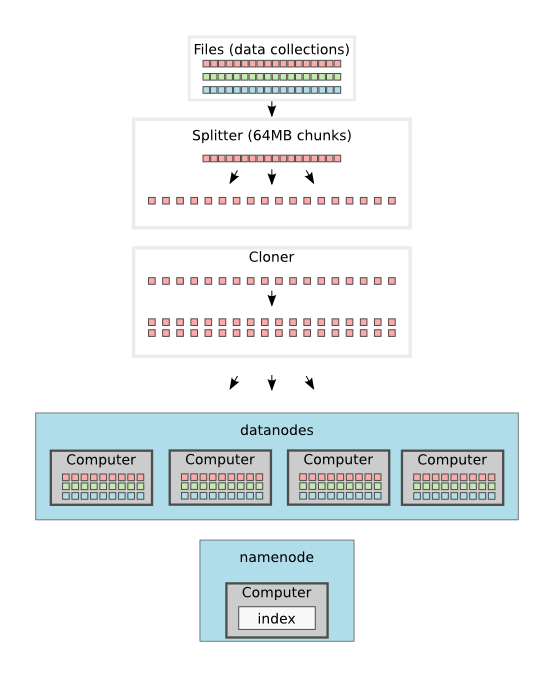 Files (data collections)
Splitter (64MB chunks)
Cloner
datanodes
Computer
Computer
Computer
Computer
namenode
Computer
index